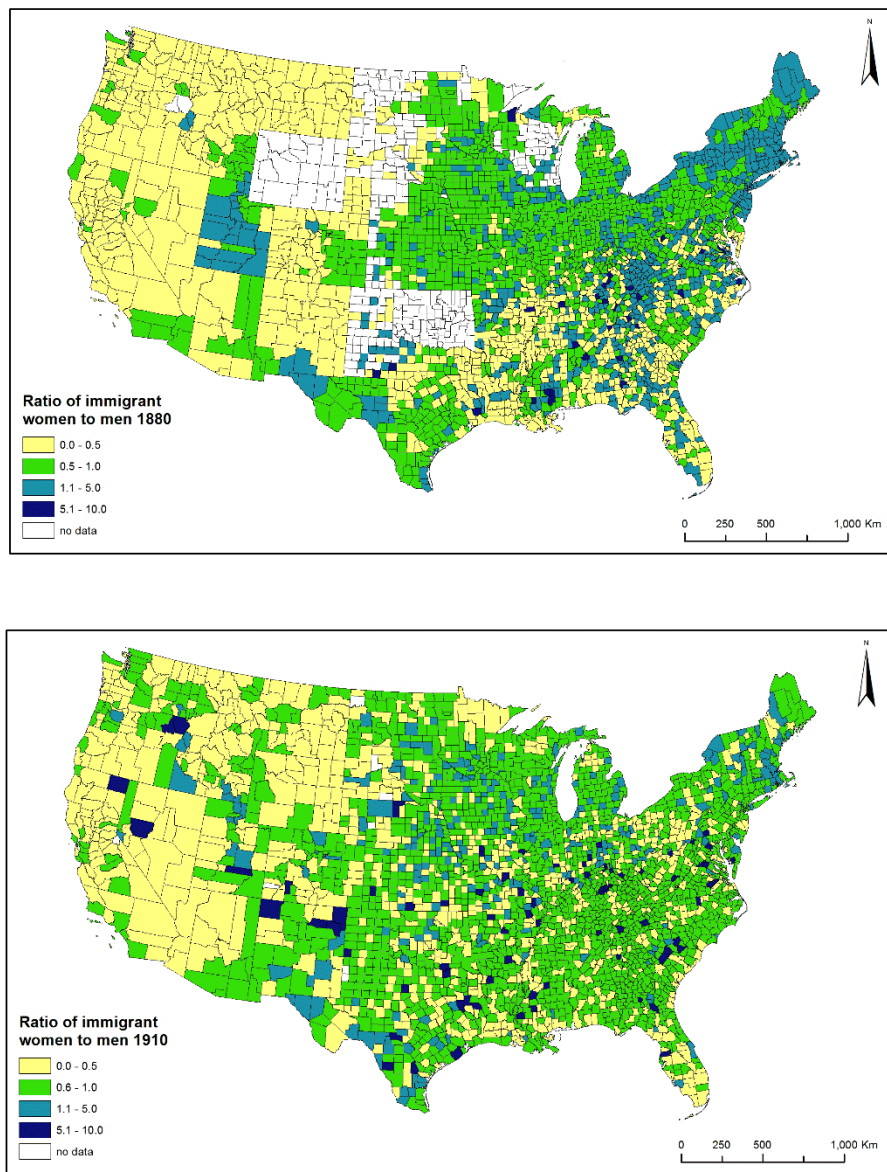 N
Ratio of immigrant
women to men 1880
0.0 - 0.5
0.5 - 1.0
1.1 - 5.0
5.1 - 10.0
no data
0 250 500 1,000 Km
N
Ratio of immigrant
women to men 1910
0.0 - 0.5
0.6 - 1.0
1.1 - 5.0
5.1 - 10.0
no data
0 250 500 1,000 Km